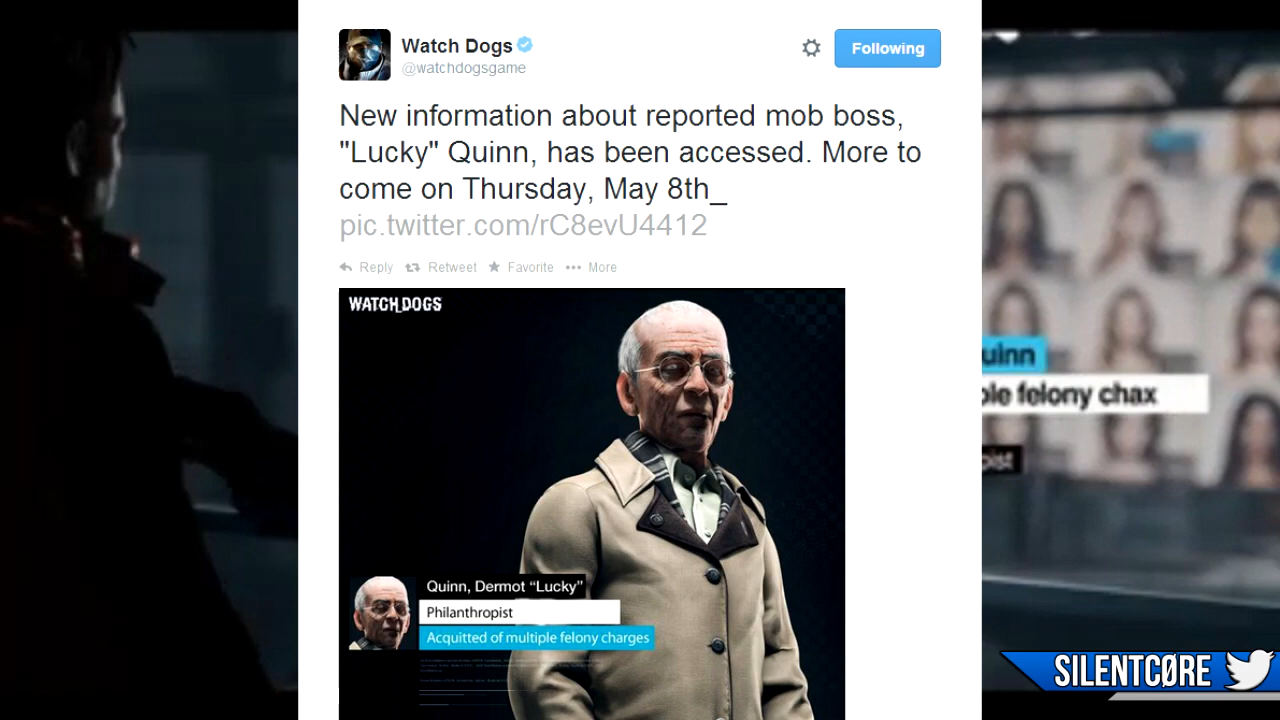 Watch Dogs
@watchdogsgame
Following
New information about reported mob boss,
"Lucky" Quinn, has been accessed. More to
come on Thursday, May 8th_
pic.twitter.com/rC8evU4412
Reply Retweet Favorite More
WATCH_DOGS
Quinn, Dermot “Lucky”
Philanthropist
Acquitted of multiple felony charges
uinn
ple felony chax
pist
SILENTCØRE